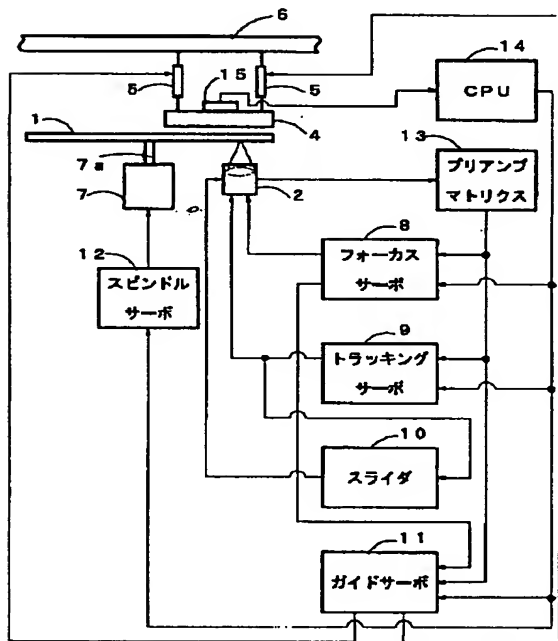 6
14
5
15
5
CPU
1
4
13
7a
プリアンプ
マトリクス
7
2
8
12
フォーカス
サーボ
スピンドル
サーボ
9
トラッキング
サーボ
10
スライダ
11
ガイドサーボ